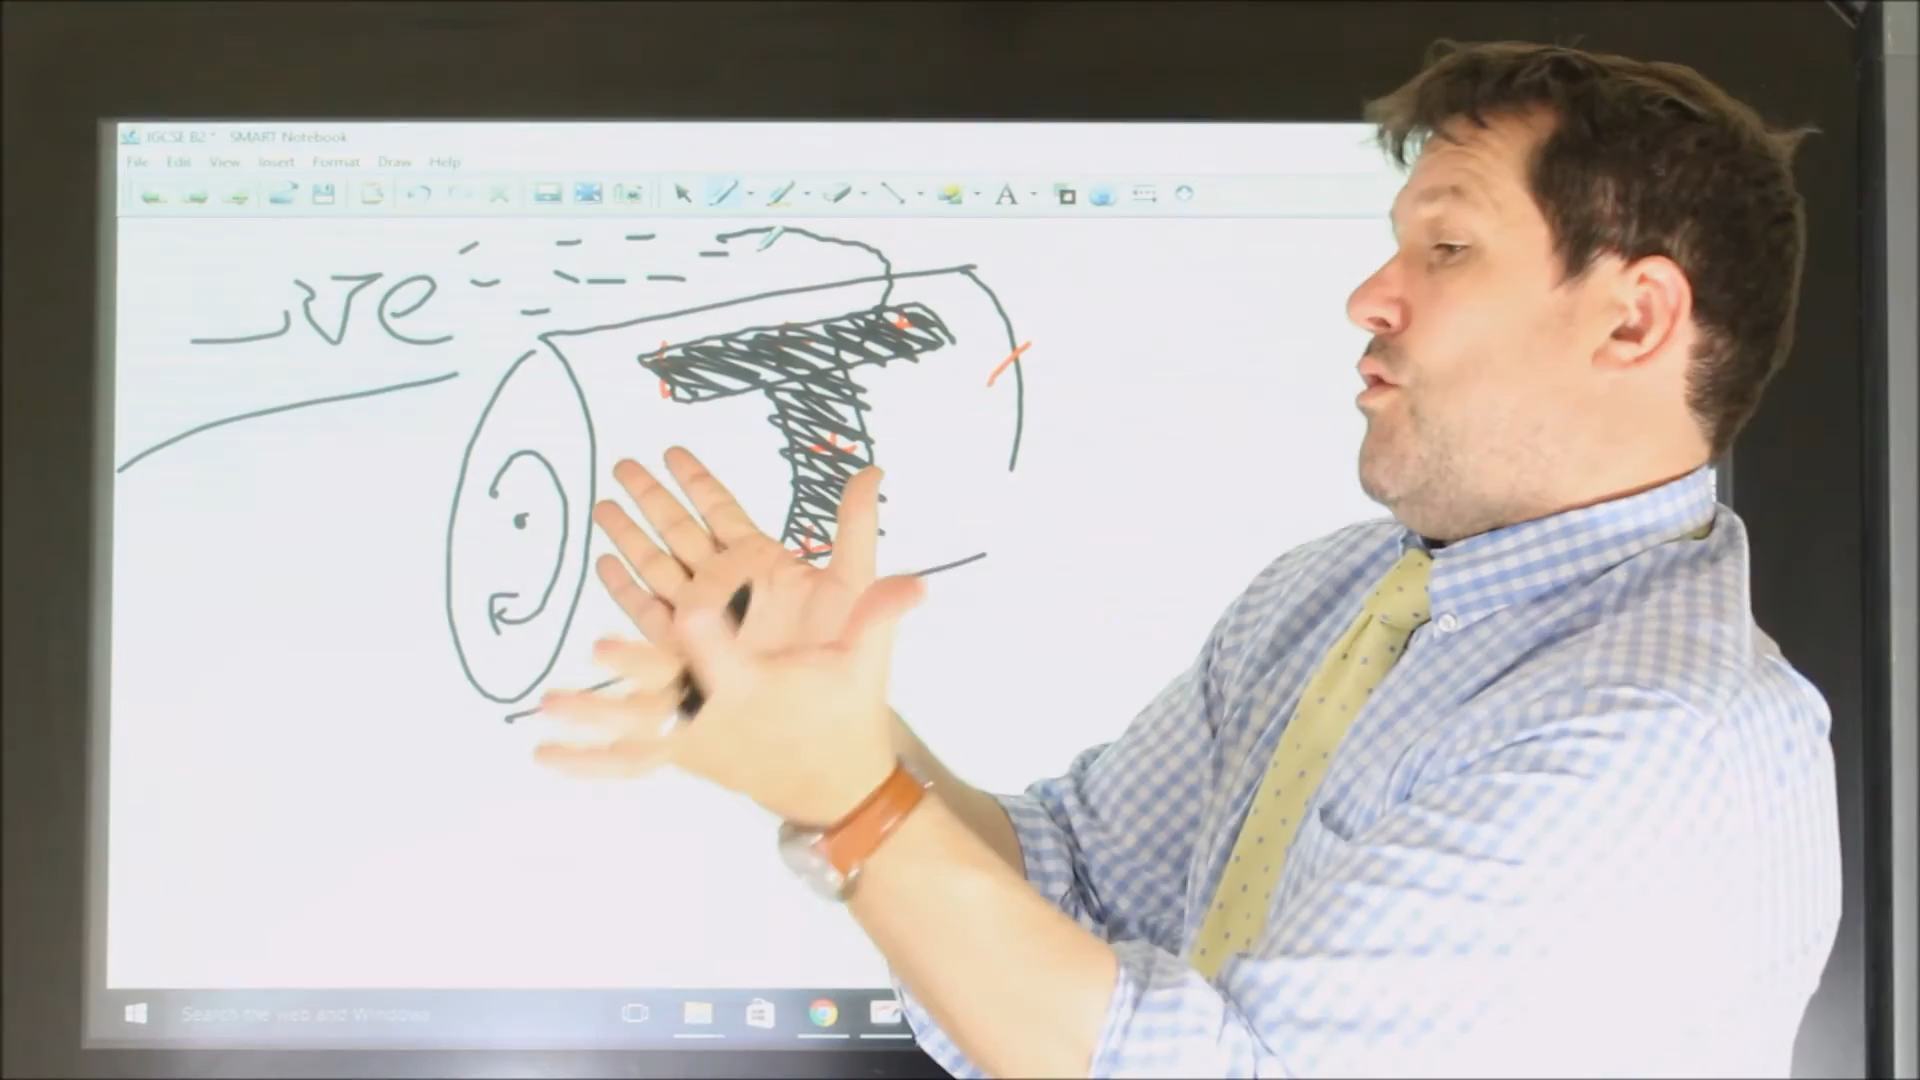 IGCSE B2 * SMART Notebook
File Edit View Insert Format Draw Help
A
-ve
T
Search the web and Windows